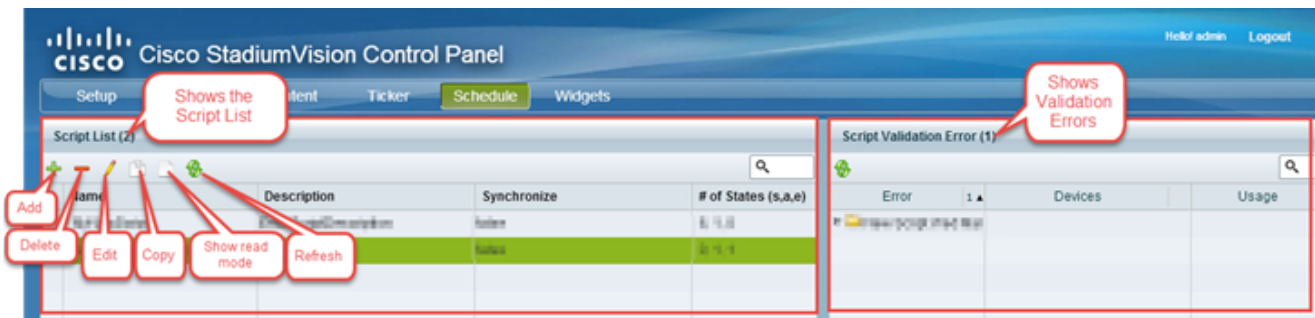 Hello! admin Logout
CISCO Cisco StadiumVision Control Panel
Setup Ticker Schedule Widgets
Shows the
Script List
Shows
Validation
Errors
Script List (2)
Script Validation Error (1)
Description Synchronize # of States (s,a,e)
Error 1 Devices Usage
Add
Delete
Edit
Copy
Show read
mode
Refresh